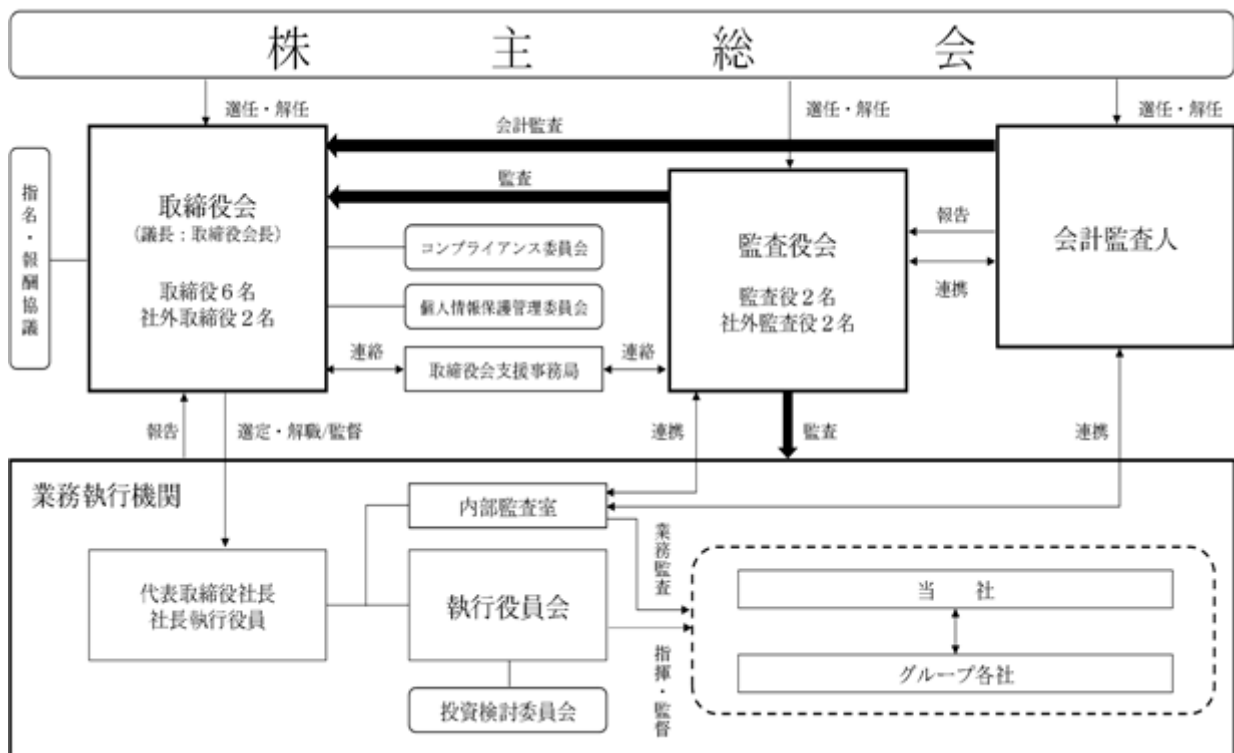 株主総会
選任・解任
選任・解任
選任・解任
会計監査
監査
指名・報酬協議
取締役会
(議長:取締役会長)
取締役6名
社外取締役2名
コンプライアンス委員会
個人情報保護管理委員会
連絡
取締役会支援事務局
連絡
監査役会
監査役2名
社外監査役2名
報告
連携
会計監査人
報告
選定・解職/監督
連携
監査
連携
業務執行機関
内部監査室
代表取締役社長
社長執行役員
執行役員会
投資検討委員会
業務監査
指揮・監督
当 社
グループ各社